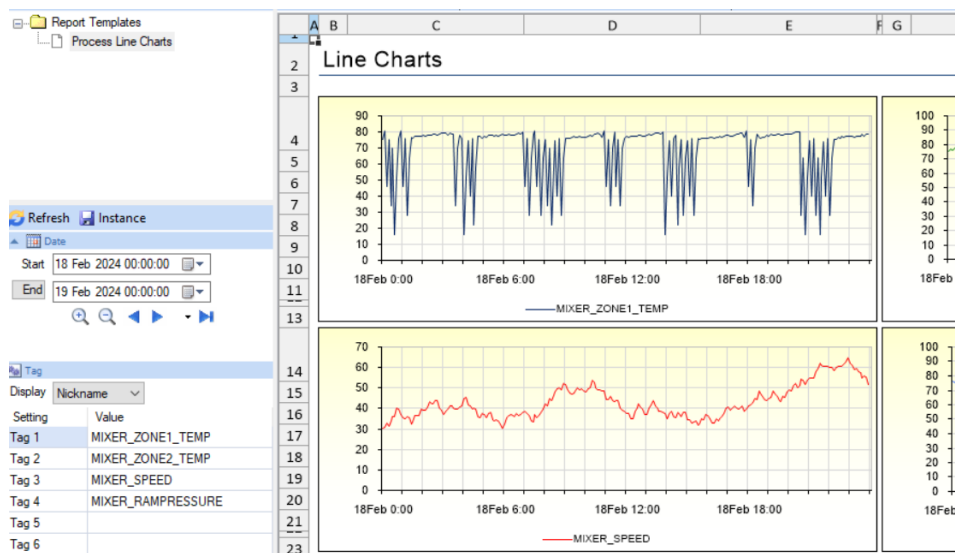 Report Templates
Process Line Charts
Refresh Instance
Date
Start 18 Feb 2024 00:00:00
End 19 Feb 2024 00:00:00
Tag
Display Nickname
Setting Value
Tag 1 MIXER_ZONE1_TEMP
Tag 2 MIXER_ZONE2_TEMP
Tag 3 MIXER_SPEED
Tag 4 MIXER_RAMPRESSURE
Tag 5
Tag 6
A B C D E F G
2
3
4
5
6
7
8
9
10
11
13
14
15
16
17
18
19
20
21
23
Line Charts
90
80
70
60
50
40
30
20
10
0
18Feb 0:00 18Feb 6:00 18Feb 12:00 18Feb 18:00
MIXER_ZONE1_TEMP
100
90
80
70
60
50
40
30
20
10
0
18Feb
70
60
50
40
30
20
10
0
18Feb 0:00 18Feb 6:00 18Feb 12:00 18Feb 18:00
MIXER_SPEED
100
90
80
70
60
50
40
30
20
10
0
18Feb